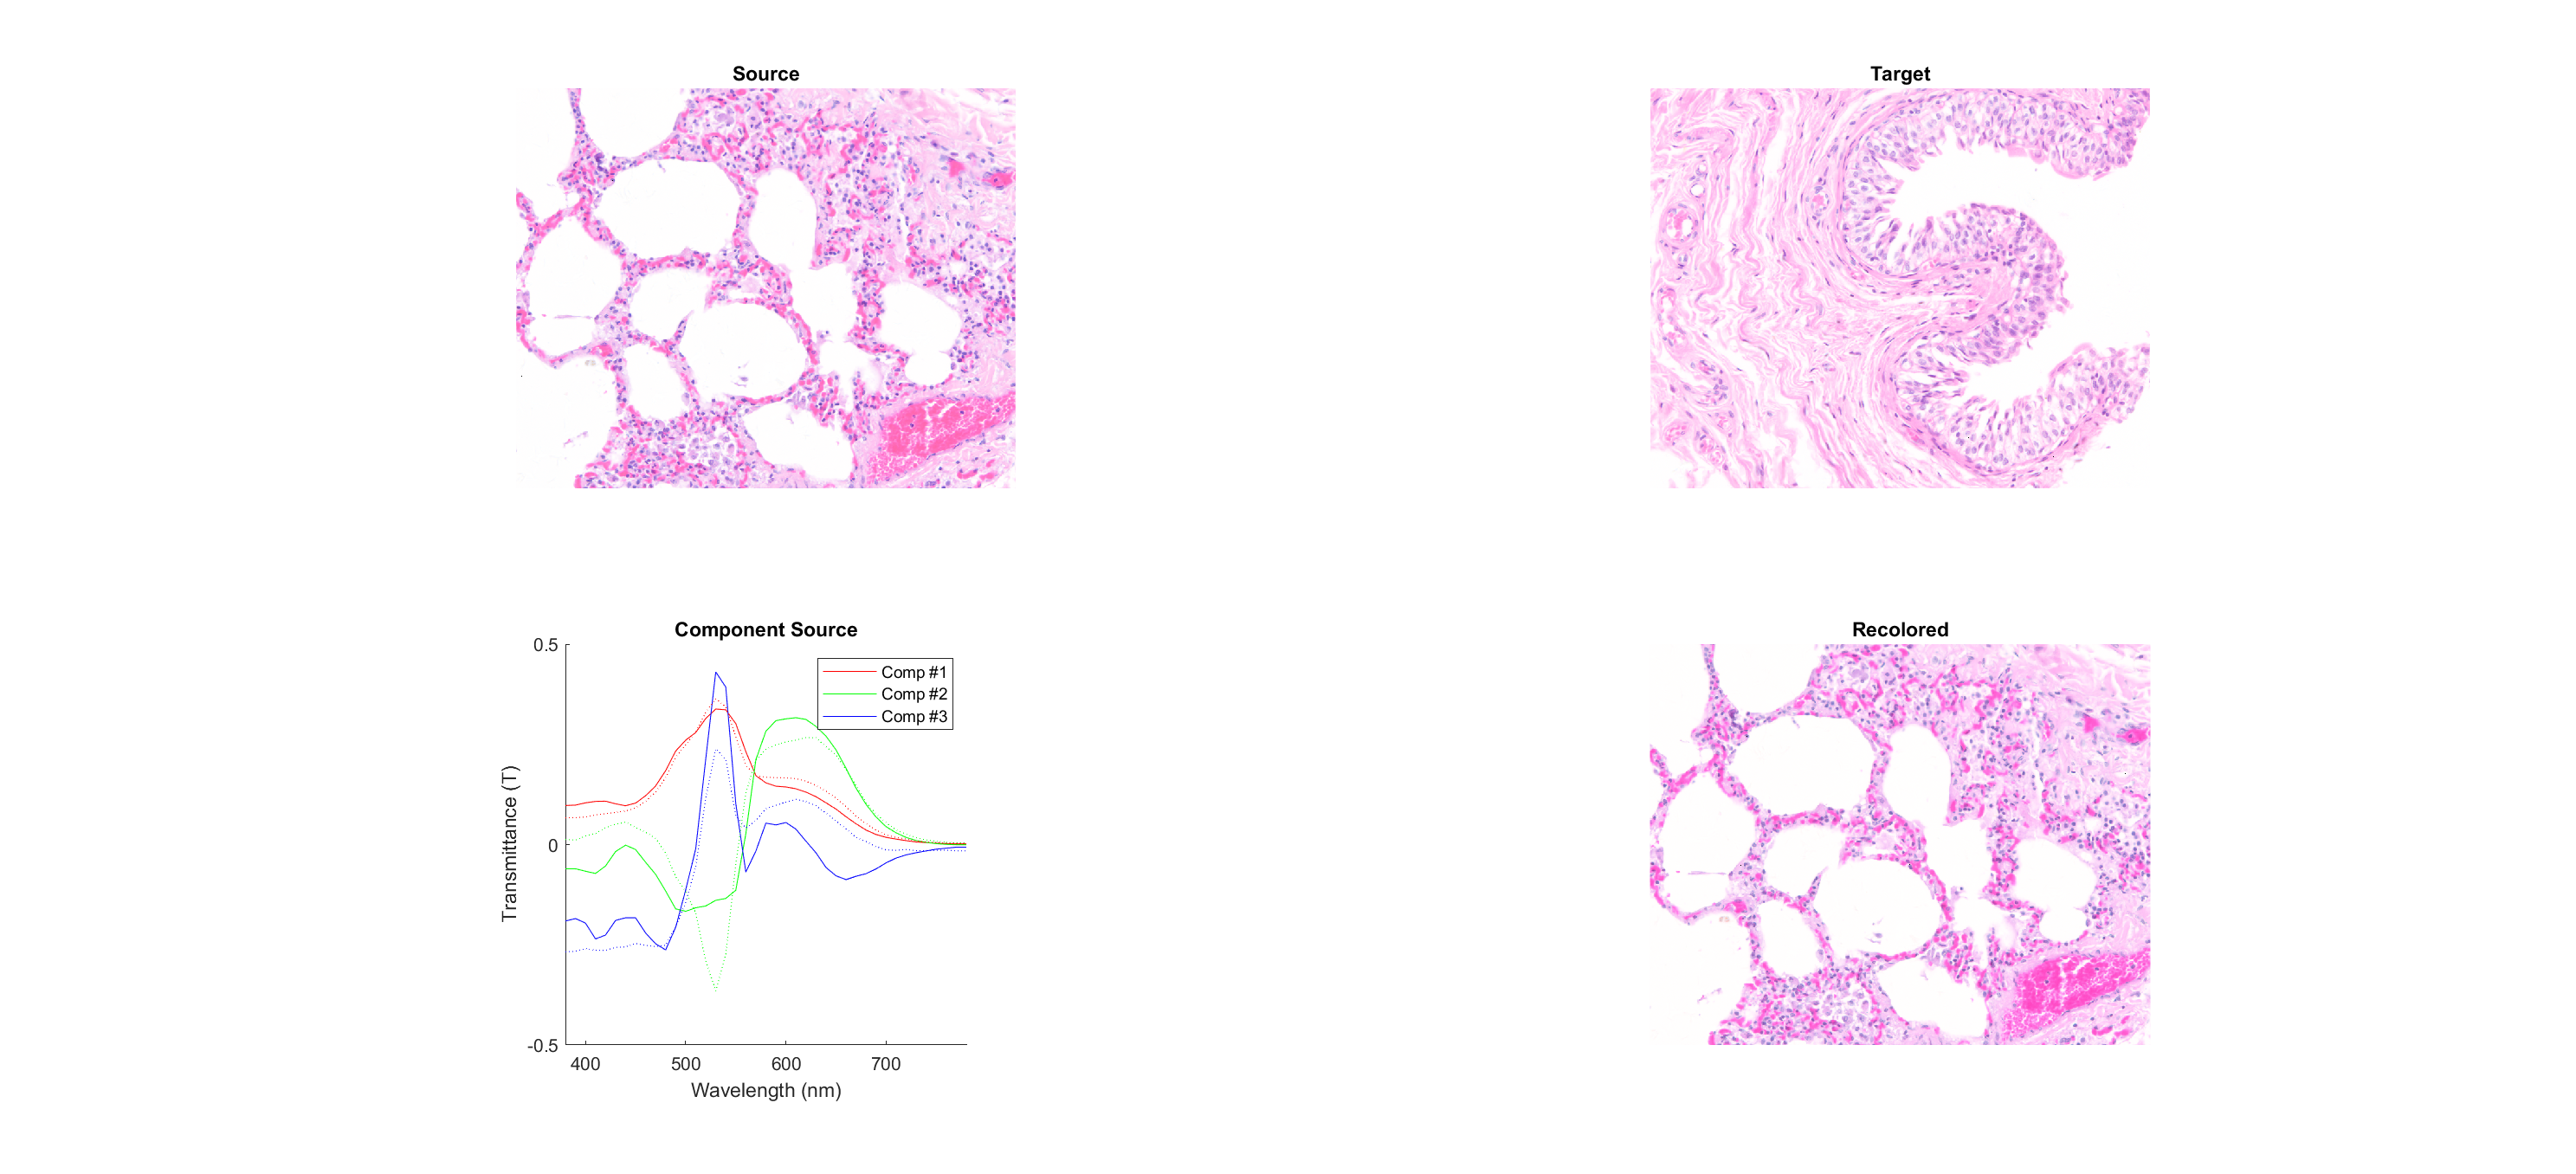 Source
Target
Component Source
0.5
0
-0.5
400 500 600 700
Wavelength (nm)
Transmittance (T)
Comp #1
Comp #2
Comp #3
Recolored